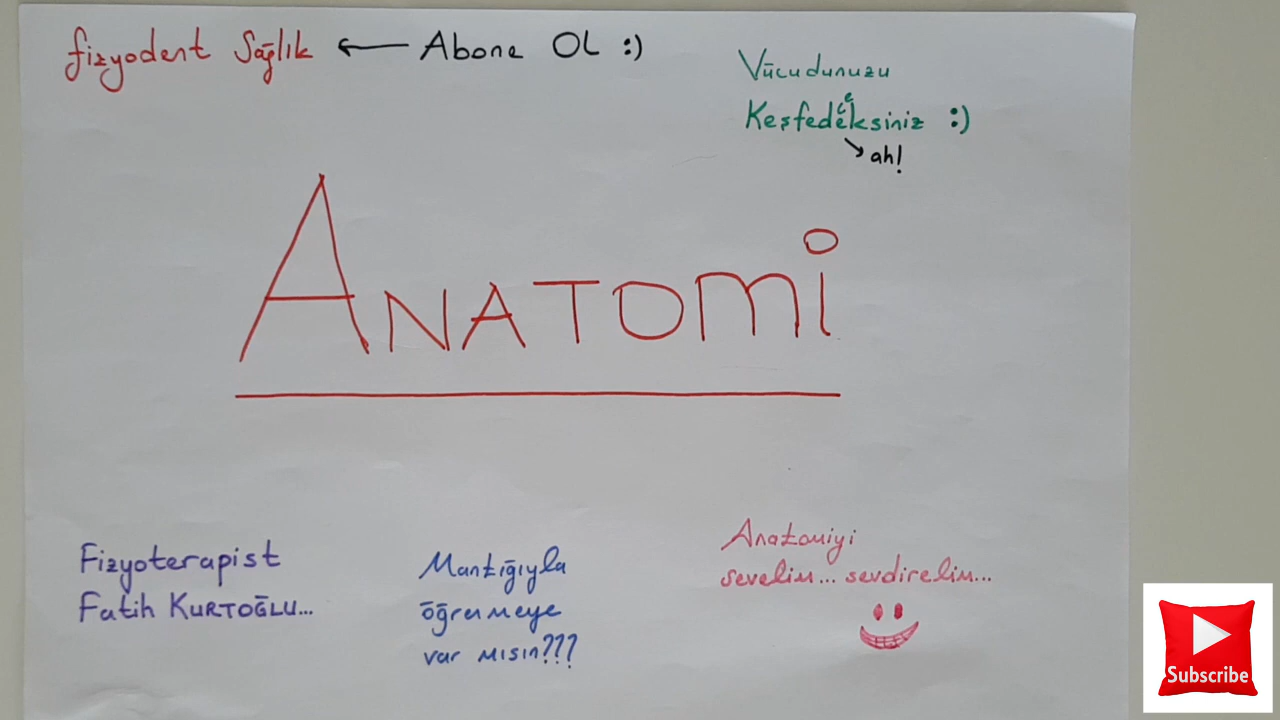 fizyodent Sağlık ← Abone OL :)
Vücudunuzu
Keşfedeceksiniz :)
↘ ah!
ANATOMİ
Fizyoterapist
Fatih KURTOĞLU...
Mantığıyla
öğrenmeye
var mısın???
Anatomiyi
sevelim... sevdirelim...
Subscribe